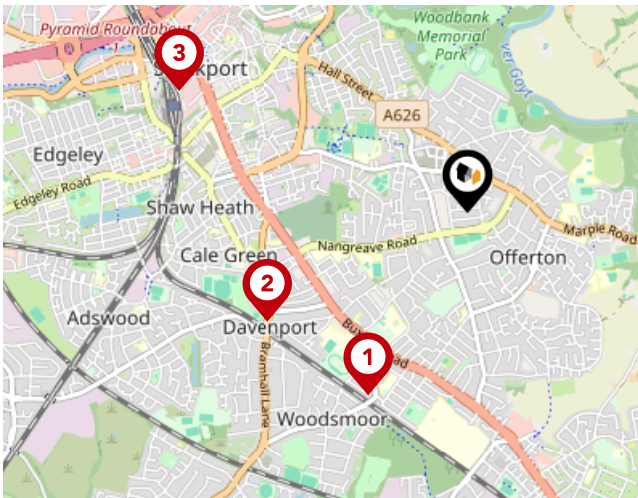 Pyramid Roundabout
Woodbank
Memorial
Park
3
Hall Street
A626
Edgeley
Edgeley Road
Shaw Heath
Marple Road
Nangreave Road
Cale Green
Offerton
2
Adswood
Davenport
1
Bramhall Lane
Woodsmoor